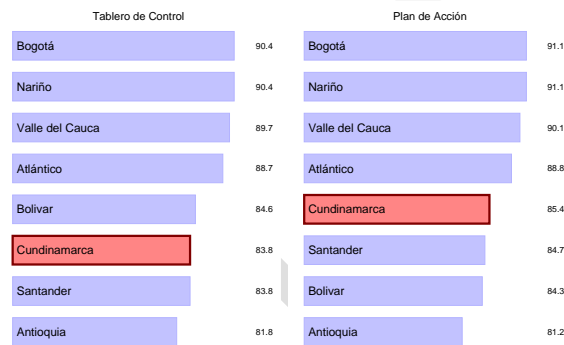 Tablero de Control
Bogotá 90.4
Nariño 90.4
Valle del Cauca 89.7
Atlántico 88.7
Bolivar 84.6
Cundinamarca 83.8
Santander 83.8
Antioquia 81.8
Plan de Acción
Bogotá 91.1
Nariño 91.1
Valle del Cauca 90.1
Atlántico 88.8
Cundinamarca 85.4
Santander 84.7
Bolivar 84.3
Antioquia 81.2